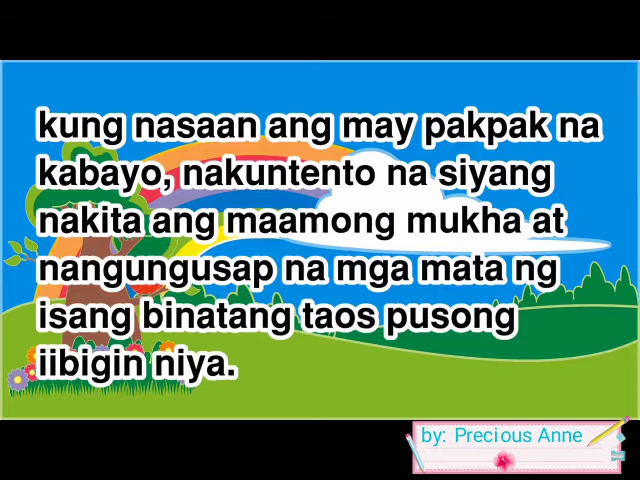 kung nasaan ang may pakpak na
kabayo, nakuntento na siyang
nakita ang maamong mukha at
nangungusap na mga mata ng
isang binatang taos pusong
iibigin niya.
by: Precious Anne